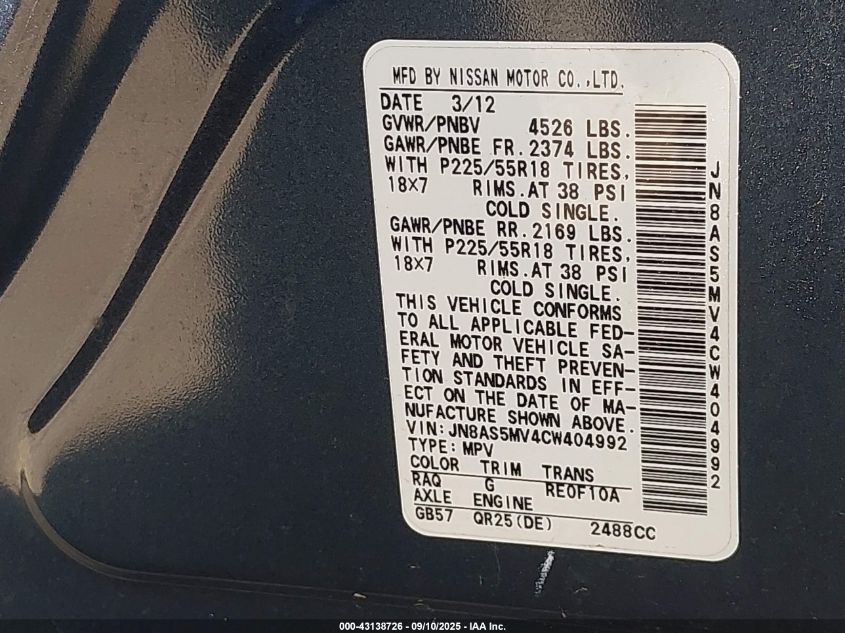 MFD BY NISSAN MOTOR CO.,LTD.
DATE 3/12
GVWR/PNBV 4526 LBS.
GAWR/PNBE FR. 2374 LBS.
WITH P225/55R18 TIRES,
18X7 RIMS.AT 38 PSI
COLD SINGLE.
GAWR/PNBE RR. 2169 LBS.
WITH P225/55R18 TIRES,
18X7 RIMS.AT 38 PSI
COLD SINGLE.
THIS VEHICLE CONFORMS
TO ALL APPLICABLE FED-
ERAL MOTOR VEHICLE SA-
FETY AND THEFT PREVEN-
TION STANDARDS IN EFF-
ECT ON THE DATE OF MA-
NUFACTURE SHOWN ABOVE.
VIN: JN8AS5MV4CW404992
TYPE: MPV
COLOR TRIM TRANS
RAQ G RE0F10A
AXLE ENGINE
GB57 QR25(DE) 2488CC
JN8AS5MV4CW404992
000-43138726 - 09/10/2025 - IAA Inc.